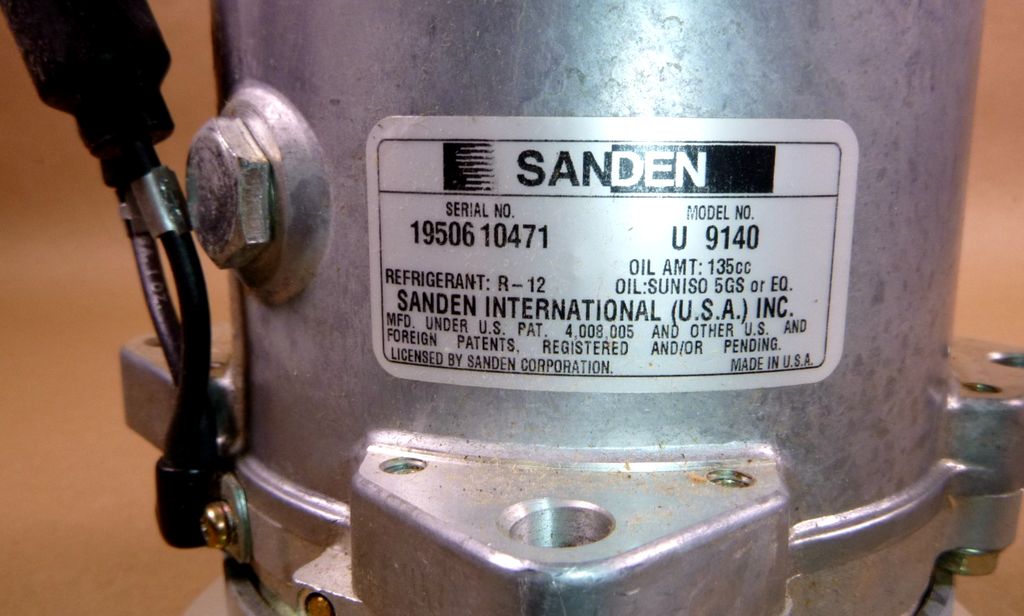 SANDEN
SERIAL NO. MODEL NO.
1950610471 U 9140
OIL AMT: 135cc
REFRIGERANT: R-12 OIL:SUNISO 5GS or EQ.
SANDEN INTERNATIONAL (U.S.A.) INC.
MFD. UNDER U.S. PAT. 4,008,005 AND OTHER U.S. AND
FOREIGN PATENTS, REGISTERED AND/OR PENDING.
LICENSED BY SANDEN CORPORATION. MADE IN U.S.A.